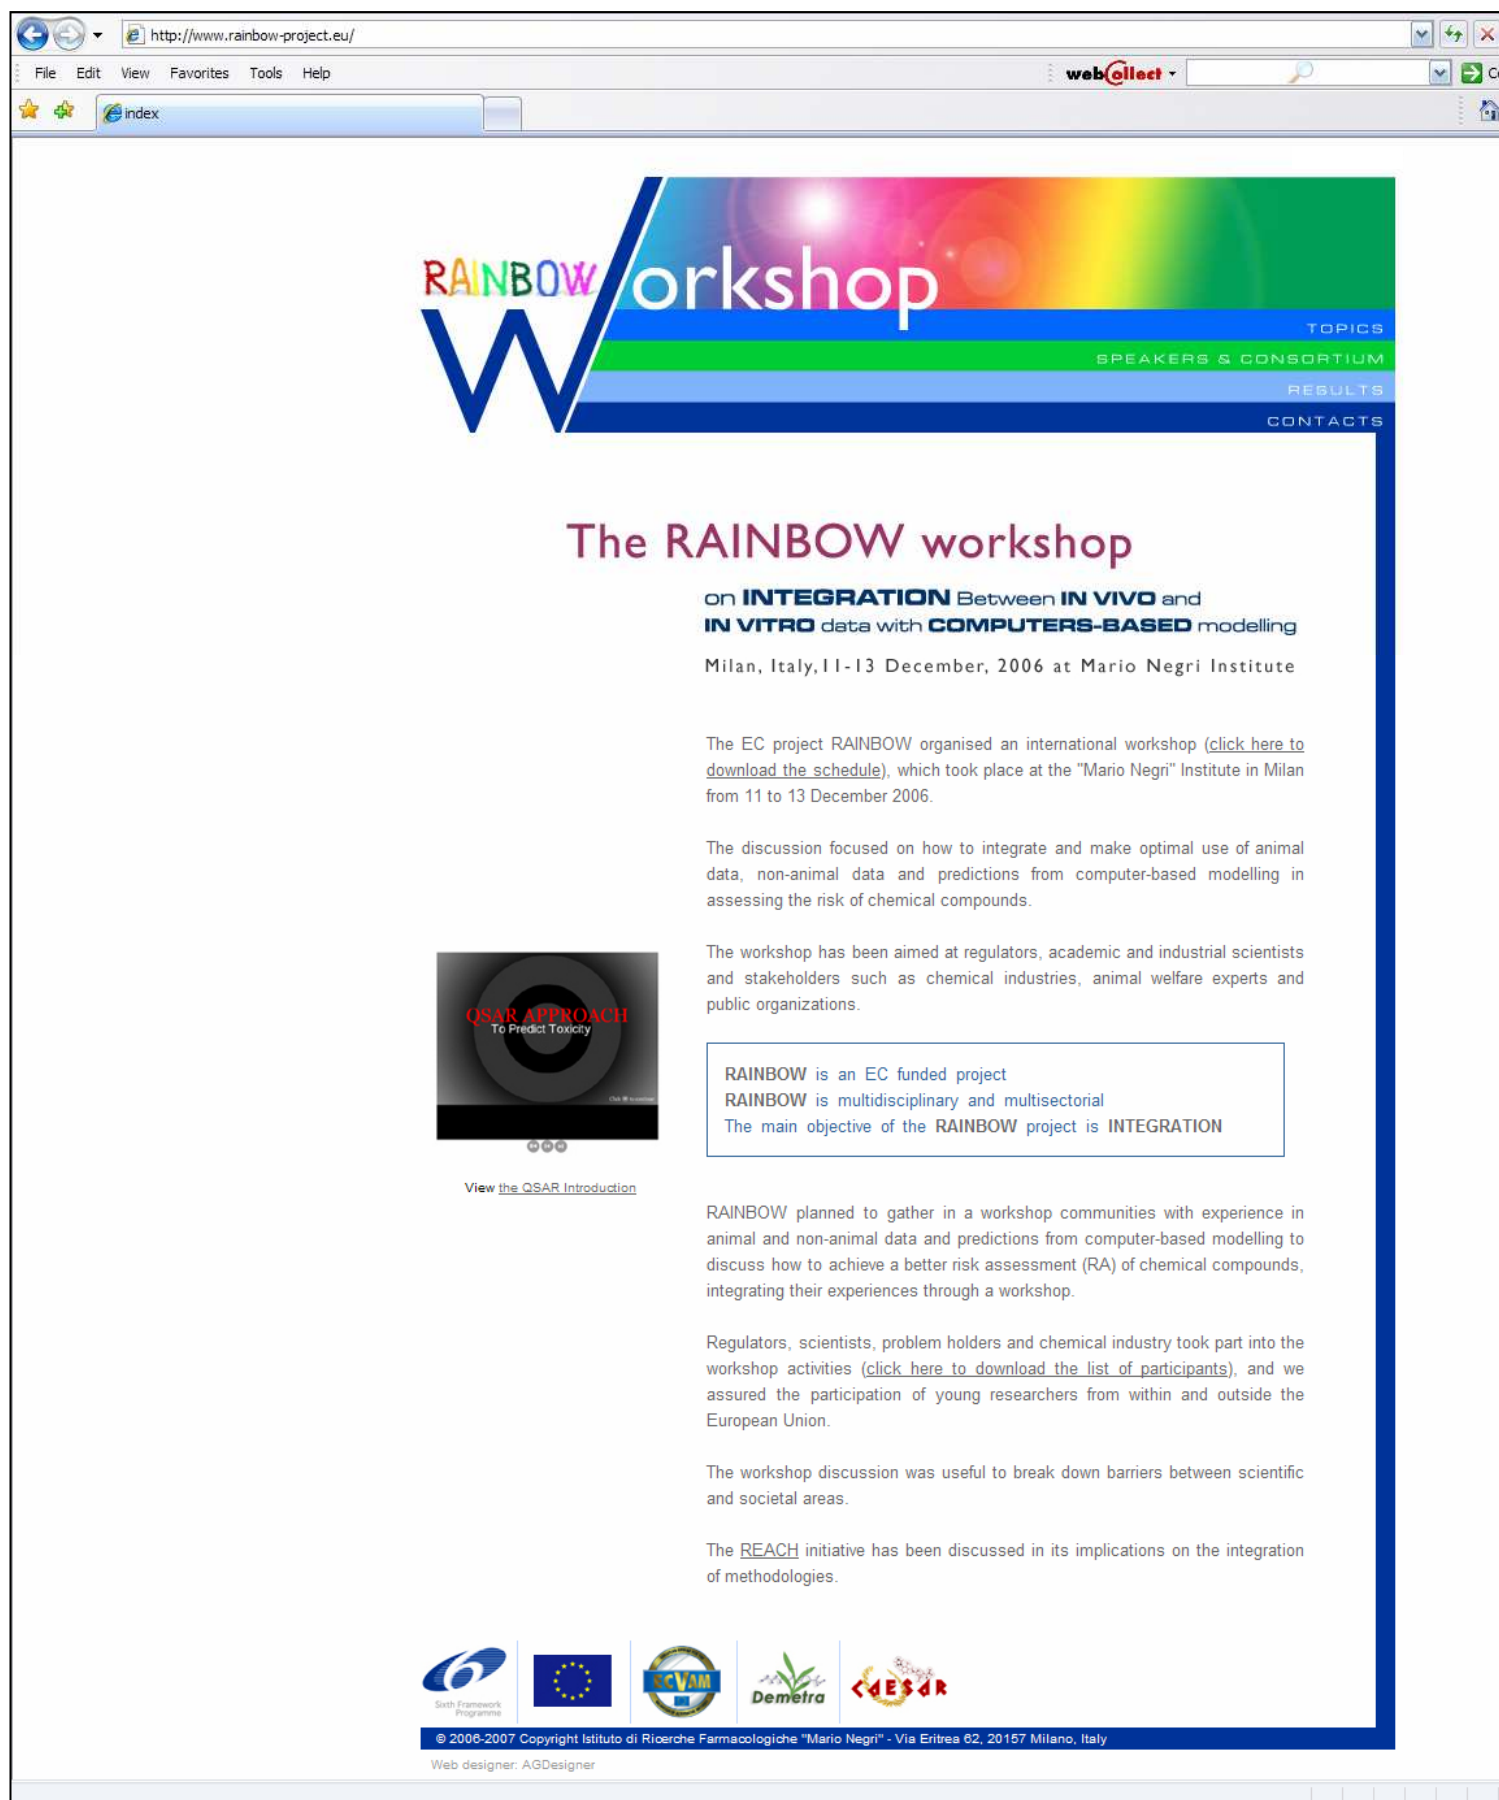 http://www.rainbow-project.eu/
File Edit View Favorites Tools Help
webCollect
index
RAINBOW
Workshop
TOPICS
SPEAKERS & CONSORTIUM
RESULTS
CONTACTS
The RAINBOW workshop
on INTEGRATION Between IN VIVO and
IN VITRO data with COMPUTERS-BASED modelling
Milan, Italy,11-13 December, 2006 at Mario Negri Institute
The EC project RAINBOW organised an international workshop (click here to
download the schedule), which took place at the "Mario Negri" Institute in Milan
from 11 to 13 December 2006.
The discussion focused on how to integrate and make optimal use of animal
data, non-animal data and predictions from computer-based modelling in
assessing the risk of chemical compounds.
The workshop has been aimed at regulators, academic and industrial scientists
and stakeholders such as chemical industries, animal welfare experts and
public organizations.
QSAR APPROACH
To Predict Toxicity
View the QSAR Introduction
RAINBOW is an EC funded project
RAINBOW is multidisciplinary and multisectorial
The main objective of the RAINBOW project is INTEGRATION
RAINBOW planned to gather in a workshop communities with experience in
animal and non-animal data and predictions from computer-based modelling to
discuss how to achieve a better risk assessment (RA) of chemical compounds,
integrating their experiences through a workshop.
Regulators, scientists, problem holders and chemical industry took part into the
workshop activities (click here to download the list of participants), and we
assured the participation of young researchers from within and outside the
European Union.
The workshop discussion was useful to break down barriers between scientific
and societal areas.
The REACH initiative has been discussed in its implications on the integration
of methodologies.
6
Sixth Framework
Programme
ECVAM
Demetra
CAESAR
© 2006-2007 Copyright Istituto di Ricerche Farmacologiche "Mario Negri" - Via Eritrea 62, 20157 Milano, Italy
Web designer: AGDesigner